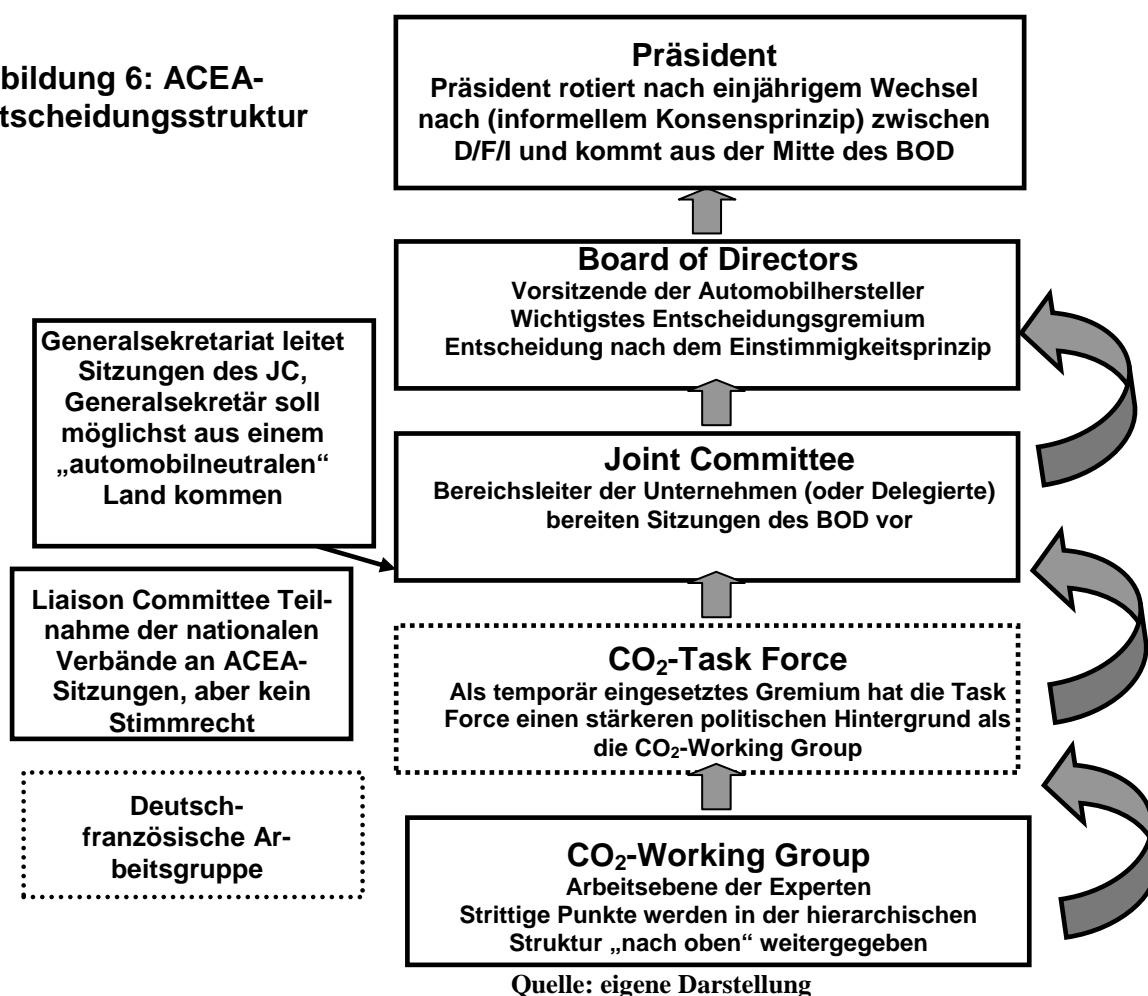 bildung 6: ACEA-
tscheidungsstruktur
Präsident
Präsident rotiert nach einjährigem Wechsel
nach (informellem Konsensprinzip) zwischen
D/F/I und kommt aus der Mitte des BOD
Board of Directors
Vorsitzende der Automobilhersteller
Wichtigstes Entscheidungsgremium
Entscheidung nach dem Einstimmigkeitsprinzip
Generalsekretariat leitet
Sitzungen des JC,
Generalsekretär soll
möglichst aus einem
„automobilneutralen“
Land kommen
Joint Committee
Bereichsleiter der Unternehmen (oder Delegierte)
bereiten Sitzungen des BOD vor
Liaison Committee Teil-
nahme der nationalen
Verbände an ACEA-
Sitzungen, aber kein
Stimmrecht
CO₂-Task Force
Als temporär eingesetztes Gremium hat die Task
Force einen stärkeren politischen Hintergrund als
die CO₂-Working Group
Deutsch-
französische Ar-
beitsgruppe
CO₂-Working Group
Arbeitsebene der Experten
Strittige Punkte werden in der hierarchischen
Struktur „nach oben“ weitergegeben
Quelle: eigene Darstellung